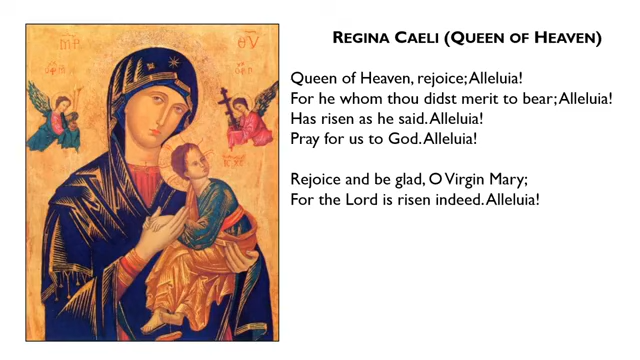 REGINA CAELI (QUEEN OF HEAVEN)
Queen of Heaven, rejoice; Alleluia!
For he whom thou didst merit to bear; Alleluia!
Has risen as he said. Alleluia!
Pray for us to God. Alleluia!
Rejoice and be glad, O Virgin Mary;
For the Lord is risen indeed. Alleluia!